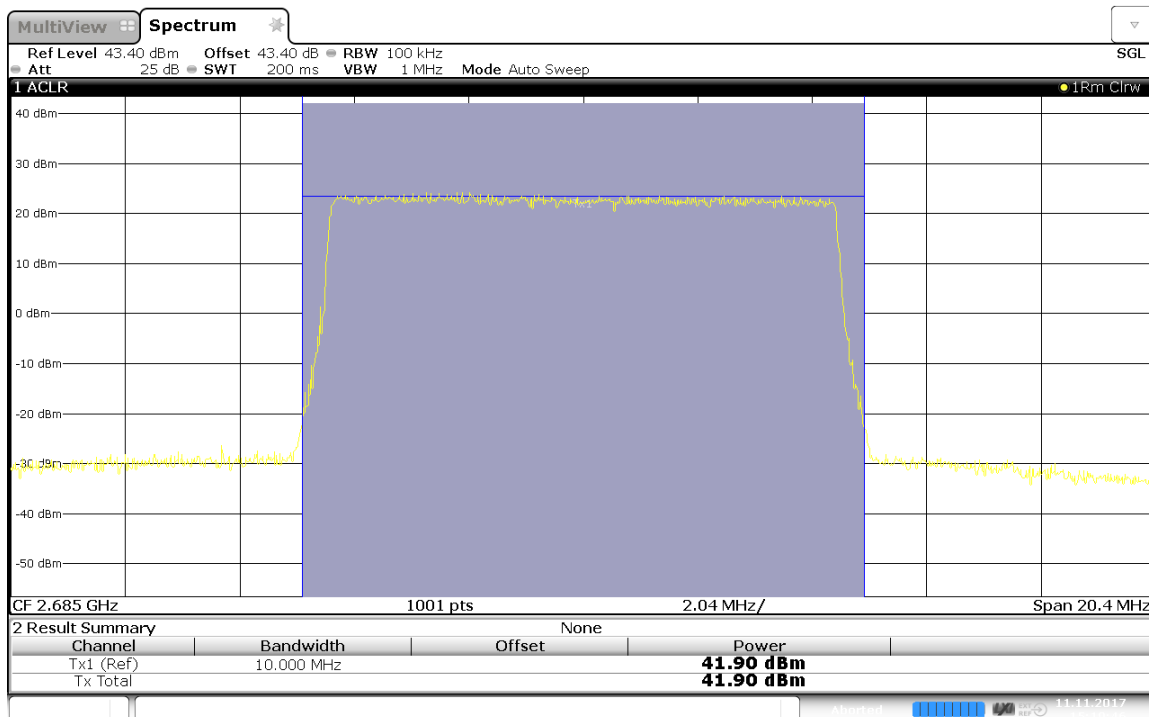 MultiView Spectrum
Ref Level 43.40 dBm Offset 43.40 dB RBW 100 kHz SGL
Att 25 dB SWT 200 ms VBW 1 MHz Mode Auto Sweep
1 ACLR 1Rm Clrw
40 dBm
30 dBm
20 dBm
10 dBm
0 dBm
-10 dBm
-20 dBm
-30 dBm
-40 dBm
-50 dBm
CF 2.685 GHz 1001 pts 2.04 MHz/ Span 20.4 MHz
2 Result Summary None
Channel Bandwidth Offset Power
Tx1 (Ref) 10.000 MHz 41.90 dBm
Tx Total 41.90 dBm
Aborted 11.11.2017